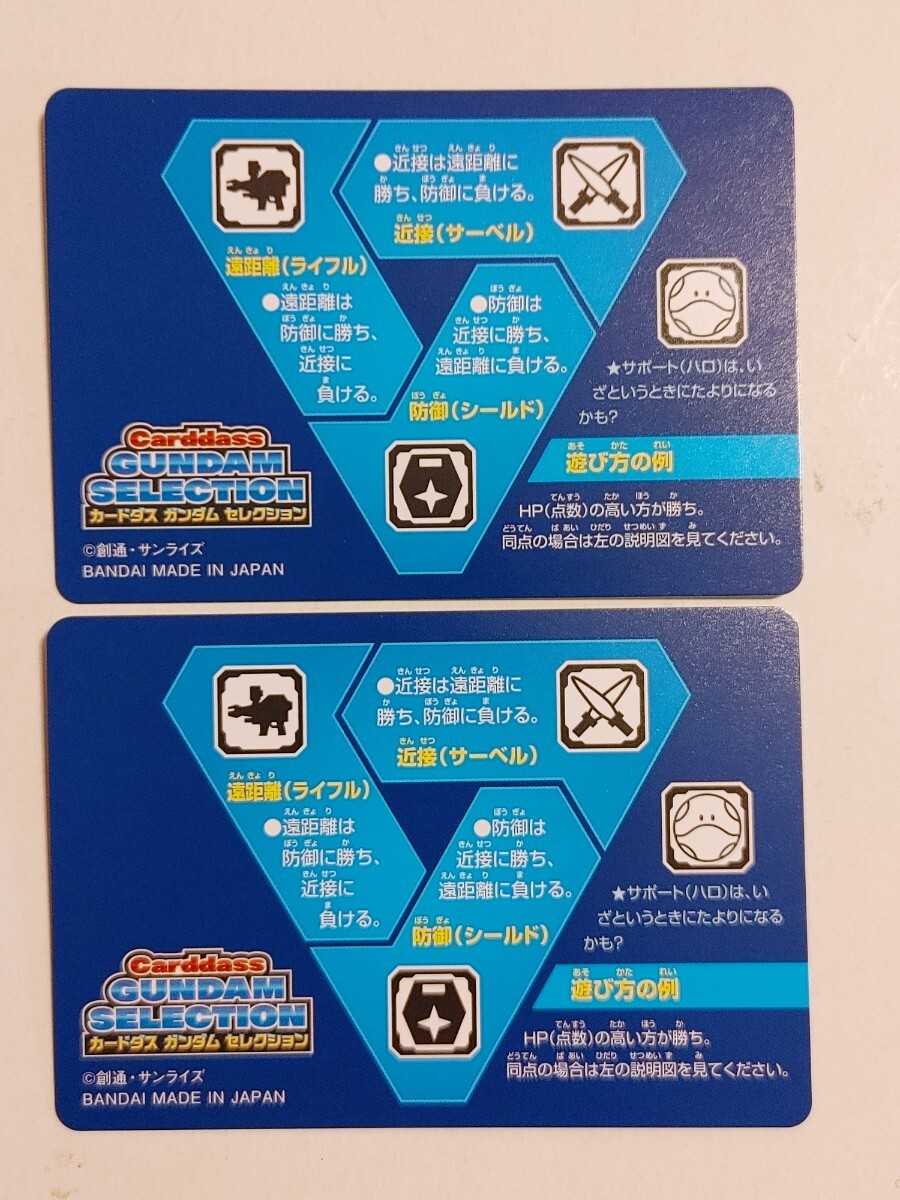 ●近接は遠距離に
勝ち、防御に負ける。
近接(サーベル)
遠距離(ライフル)
●遠距離は
防御に勝ち、
近接に
負ける。
●防御は
近接に勝ち、
遠距離に負ける。
防御(シールド)
★サポート(ハロ)は、い
ざというときにたよりになる
かも?
遊び方の例
HP(点数)の高い方が勝ち。
同点の場合は左の説明図を見てください。
Carddass
GUNDAM
SELECTION
カードダス ガンダム セレクション
©創通・サンライズ
BANDAI MADE IN JAPAN
●近接は遠距離に
勝ち、防御に負ける。
近接(サーベル)
遠距離(ライフル)
●遠距離は
防御に勝ち、
近接に
負ける。
●防御は
近接に勝ち、
遠距離に負ける。
防御(シールド)
★サポート(ハロ)は、い
ざというときにたよりになる
かも?
遊び方の例
HP(点数)の高い方が勝ち。
同点の場合は左の説明図を見てください。
Carddass
GUNDAM
SELECTION
カードダス ガンダム セレクション
©創通・サンライズ
BANDAI MADE IN JAPAN